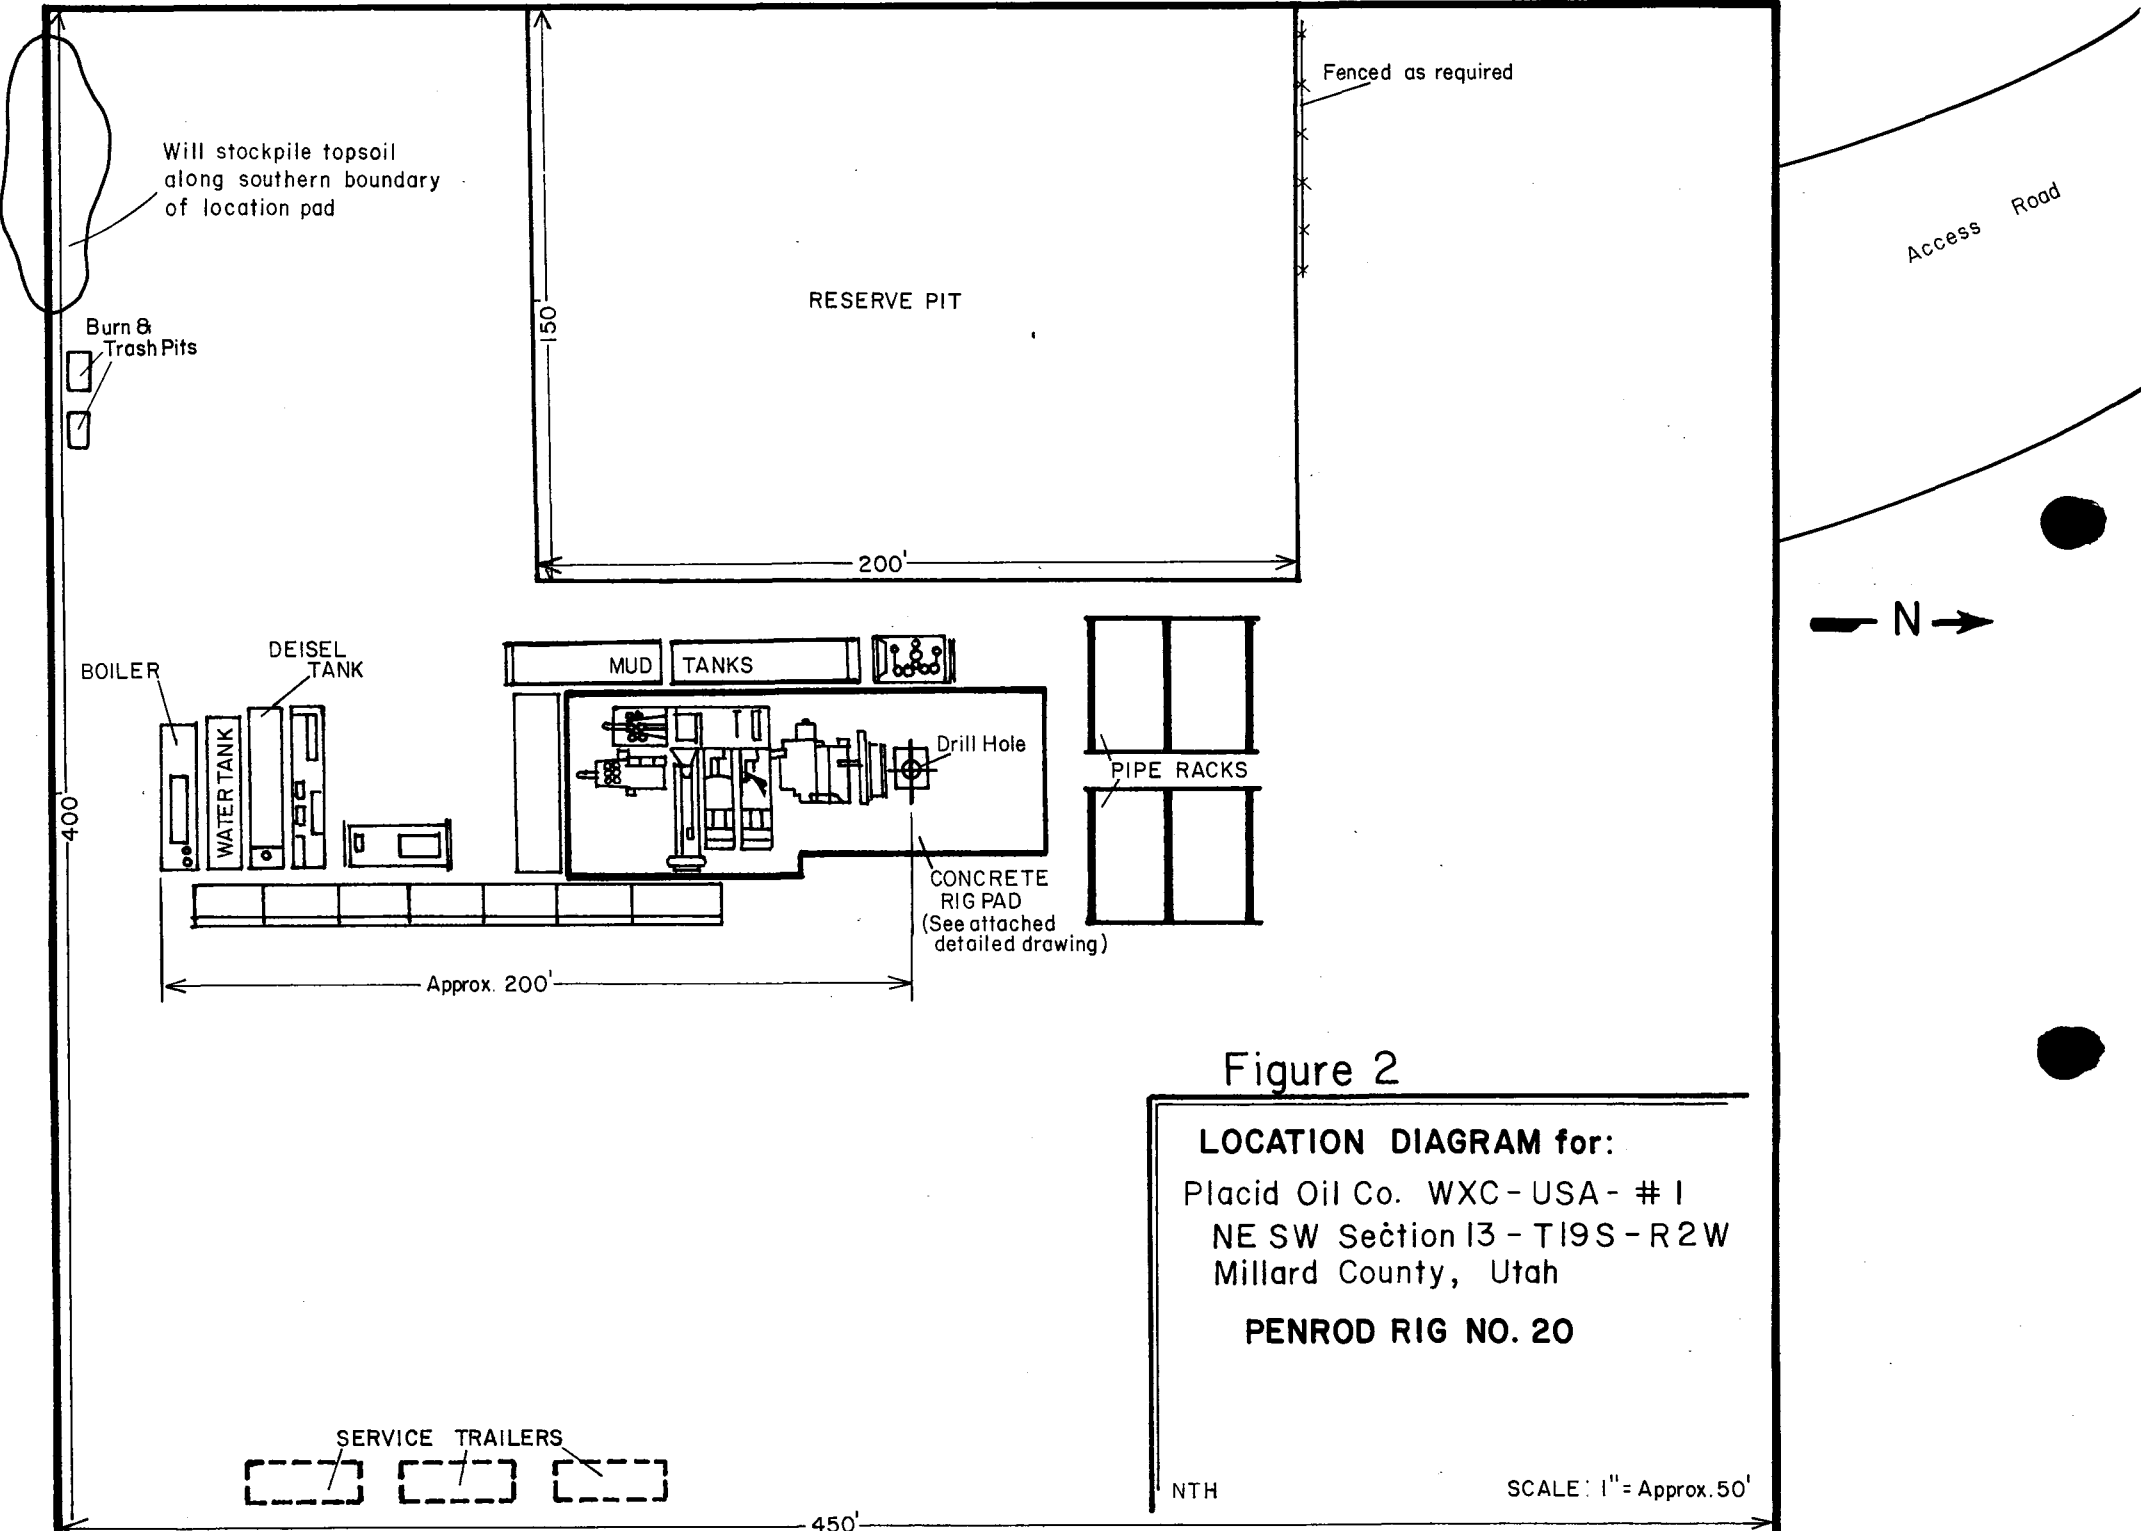 Fenced as required
Will stockpile topsoil
along southern boundary
of location pad
Access Road
RESERVE PIT
150'
Burn &
Trash Pits
200'
N
BOILER
DEISEL
TANK
MUD TANKS
WATER TANK
Drill Hole
PIPE RACKS
400'
CONCRETE
RIG PAD
(See attached
detailed drawing)
Approx. 200'
Figure 2
LOCATION DIAGRAM for:
Placid Oil Co. WXC-USA-#1
NE SW Section 13-T19S-R2W
Millard County, Utah
PENROD RIG NO. 20
SERVICE TRAILERS
NTH
SCALE: 1"=Approx.50'
450'